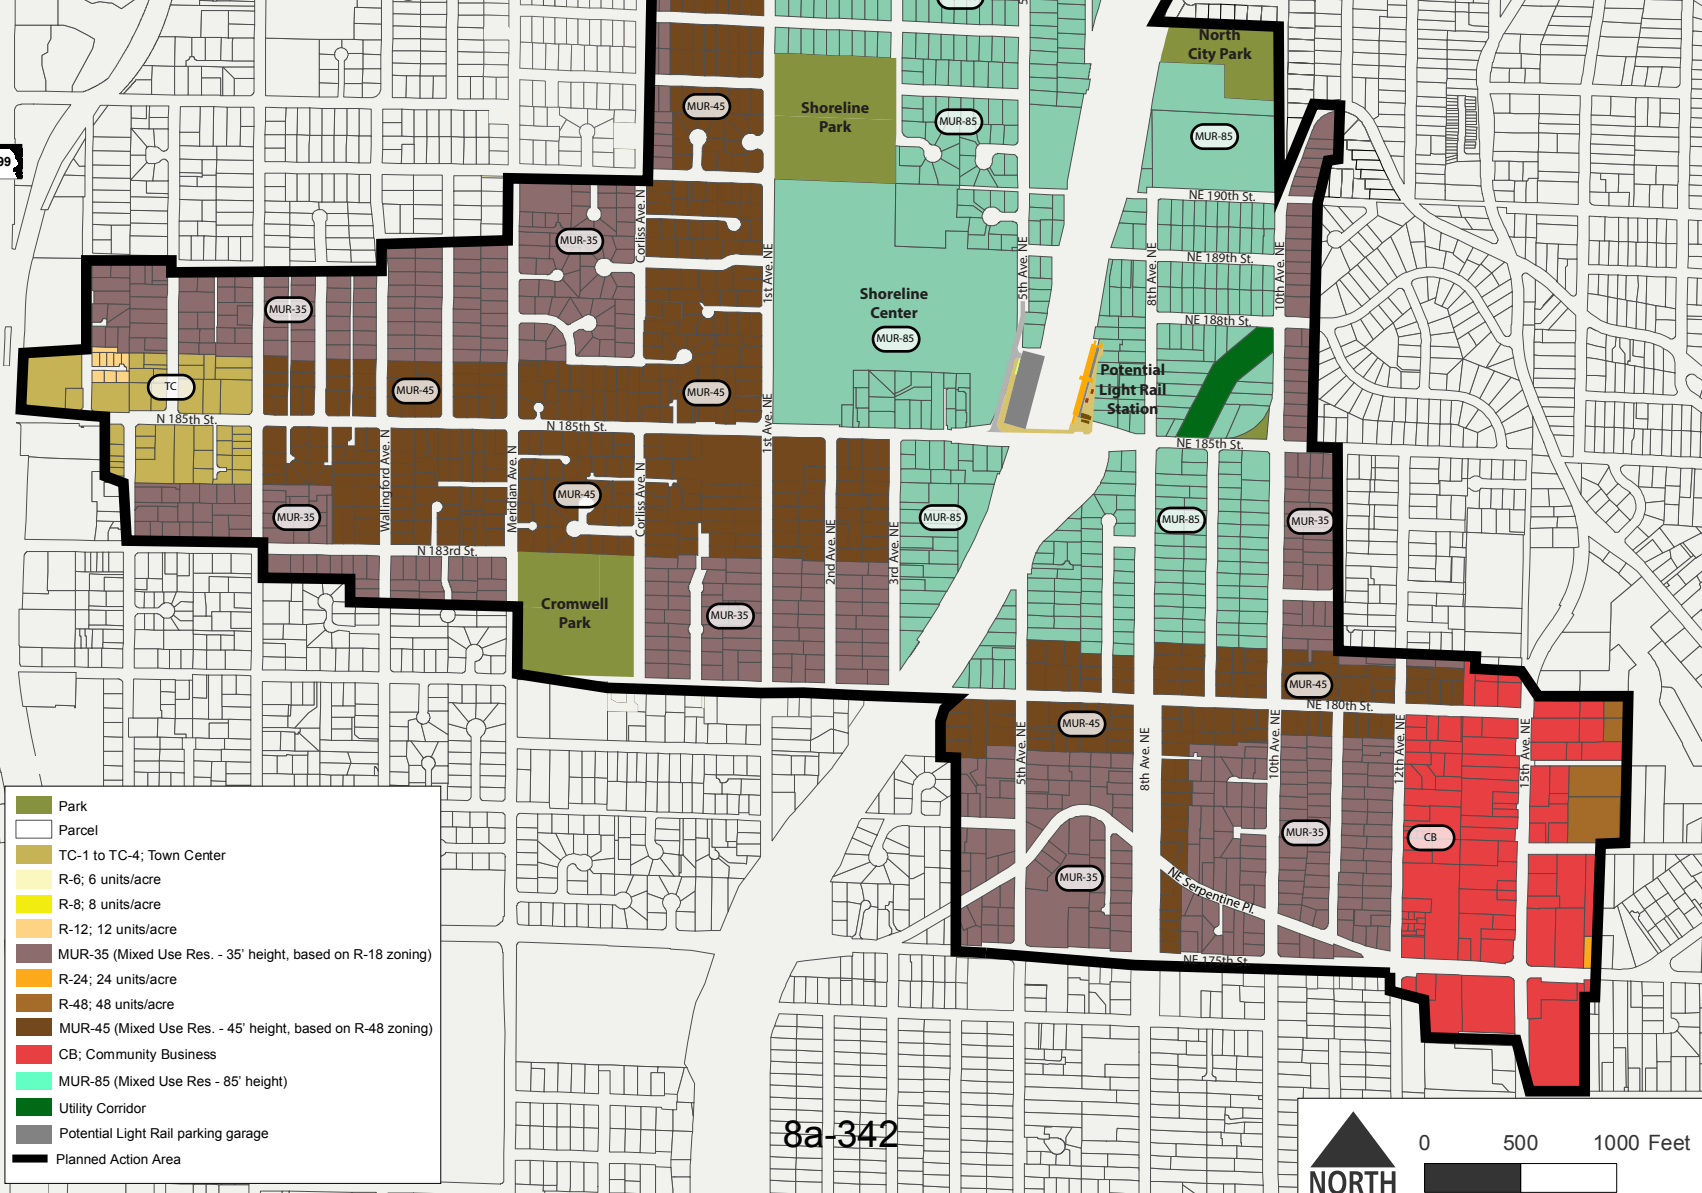 North
City Park
99
MUR-45
Shoreline
Park
MUR-85
MUR-85
NE 190th St.
Corliss Ave. N
MUR-35
1st Ave. NE
5th Ave. NE
8th Ave. NE
NE 189th St.
10th Ave. NE
MUR-35
Shoreline
Center
MUR-85
NE 188th St.
TC
MUR-45
MUR-45
Potential
Light Rail
Station
N 185th St.
N 185th St.
1st Ave. NE
NE 185th St.
Wallingford Ave. N
Meridian Ave. N
MUR-45
Corliss Ave. N
MUR-35
MUR-85
MUR-85
MUR-35
N 183rd St.
2nd Ave. NE
3rd Ave. NE
Cromwell
Park
MUR-35
MUR-45
NE 180th St.
MUR-45
5th Ave. NE
8th Ave. NE
10th Ave. NE
12th Ave. NE
15th Ave. NE
MUR-35
CB
MUR-35
NE Serpentine Pl.
NE 175th St.
Park
Parcel
TC-1 to TC-4; Town Center
R-6; 6 units/acre
R-8; 8 units/acre
R-12; 12 units/acre
MUR-35 (Mixed Use Res. - 35' height, based on R-18 zoning)
R-24; 24 units/acre
R-48; 48 units/acre
MUR-45 (Mixed Use Res. - 45' height, based on R-48 zoning)
CB; Community Business
MUR-85 (Mixed Use Res - 85' height)
Utility Corridor
Potential Light Rail parking garage
Planned Action Area
8a-342
NORTH
0 500 1000 Feet